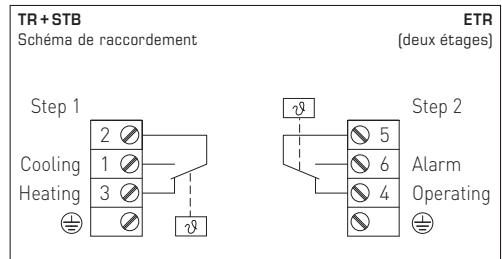 TR+STB ETR
Schéma de raccordement (deux étages)
Step 1 ϑ Step 2
2 5
Cooling 1 6 Alarm
Heating 3 4 Operating
ϑ